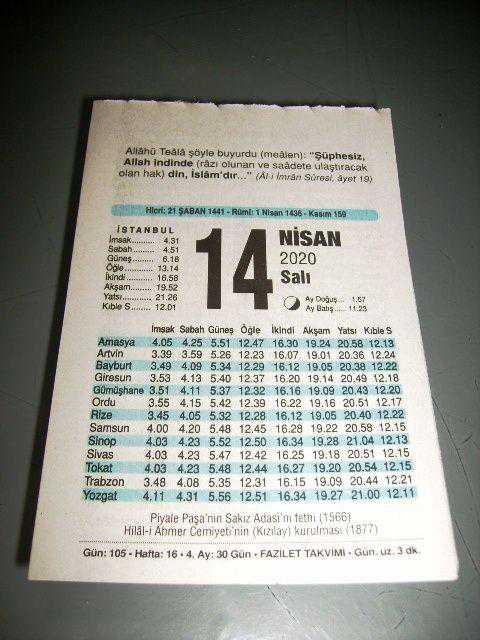 Allâhü Teâlâ şöyle buyurdu (meâlen): "Şüphesiz,
Allah indinde (râzı olunan ve saâdete ulaştıracak
olan hak) din, İslâm'dır..." (Âl-i İmrân Sûresi, âyet 19)
Hicrî: 21 ŞABAN 1441 - Rûmî: 1 Nisan 1436 - Kasım 159
İSTANBUL
İmsak.......... 4.31
Sabah.......... 4.51
Güneş.......... 6.18
Öğle............ 13.14
İkindi.......... 16.58
Akşam......... 19.52
Yatsı............ 21.26
Kıble S......... 12.01
14
NİSAN
2020
Salı
Ay Doğuş.... 1.57
Ay Batış...... 11.23
İmsak Sabah Güneş Öğle İkindi Akşam Yatsı Kıble S
Amasya 4.05 4.25 5.51 12.47 16.30 19.24 20.58 12.13
Artvin 3.39 3.59 5.26 12.23 16.07 19.01 20.36 12.24
Bayburt 3.49 4.09 5.34 12.29 16.12 19.05 20.38 12.22
Giresun 3.53 4.13 5.40 12.37 16.20 19.14 20.49 12.18
Gümüşhane 3.51 4.11 5.37 12.32 16.16 19.09 20.43 12.20
Ordu 3.55 4.15 5.42 12.39 16.22 19.16 20.51 12.17
Rize 3.45 4.05 5.32 12.28 16.12 19.05 20.40 12.22
Samsun 4.00 4.20 5.48 12.45 16.28 19.22 20.58 12.15
Sinop 4.03 4.23 5.52 12.50 16.34 19.28 21.04 12.13
Sivas 4.03 4.23 5.47 12.42 16.25 19.18 20.51 12.15
Tokat 4.03 4.23 5.48 12.44 16.27 19.20 20.54 12.15
Trabzon 3.48 4.08 5.35 12.31 16.15 19.09 20.44 12.21
Yozgat 4.11 4.31 5.56 12.51 16.34 19.27 21.00 12.11
Piyale Paşa'nın Sakız Adası'nı fethi (1566)
Hilâl-i Ahmer Cemiyeti'nin (Kızılay) kurulması (1877)
Gün: 105 - Hafta: 16 - 4. Ay: 30 Gün - FAZİLET TAKVİMİ - Gün. uz. 3 dk.